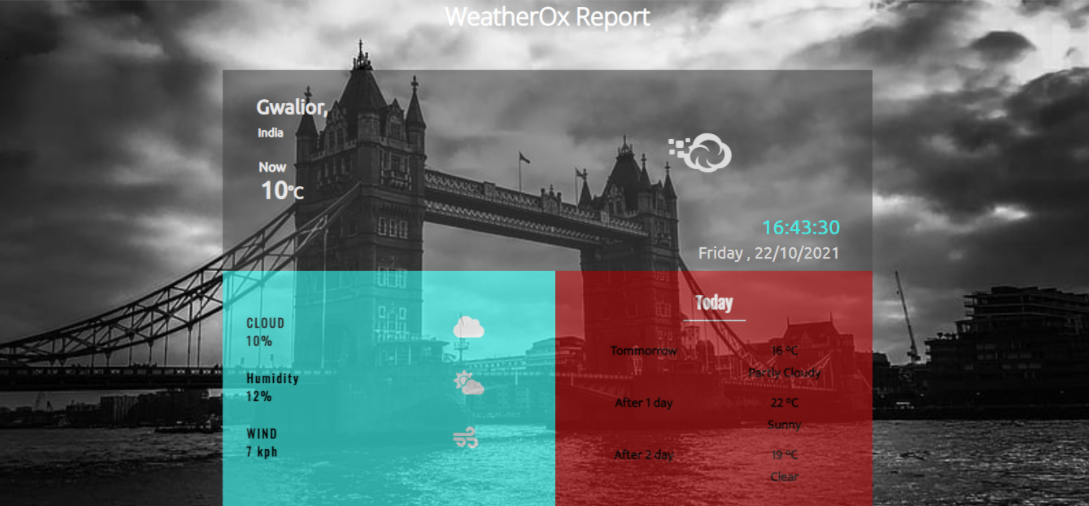 WeatherOx Report
Gwalior,
India
Now
10°C
16:43:30
Friday , 22/10/2021
CLOUD
10%
Humidity
12%
WIND
7 kph
Today
Tommorrow
16 °C
Partly Cloudy
After 1 day
22 °C
Sunny
After 2 day
19 °C
Clear